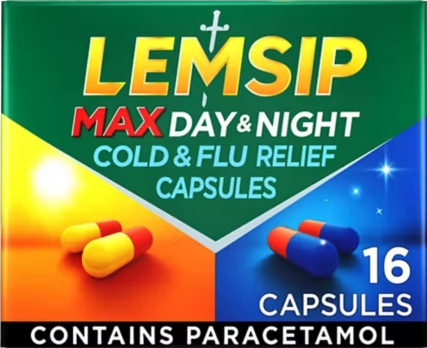 LEMSIP
MAX DAY & NIGHT
COLD & FLU RELIEF
CAPSULES
16
CAPSULES
CONTAINS PARACETAMOL